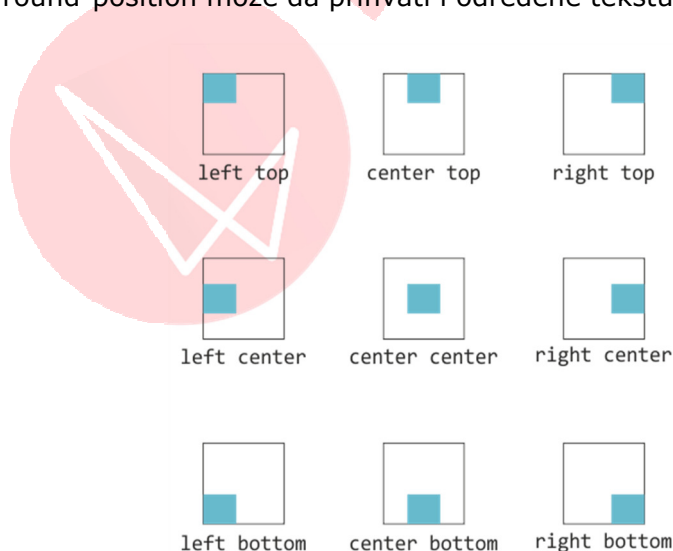 round-position može da prihvati i određene tekstu
left top center top right top
left center center center right center
left bottom center bottom right bottom